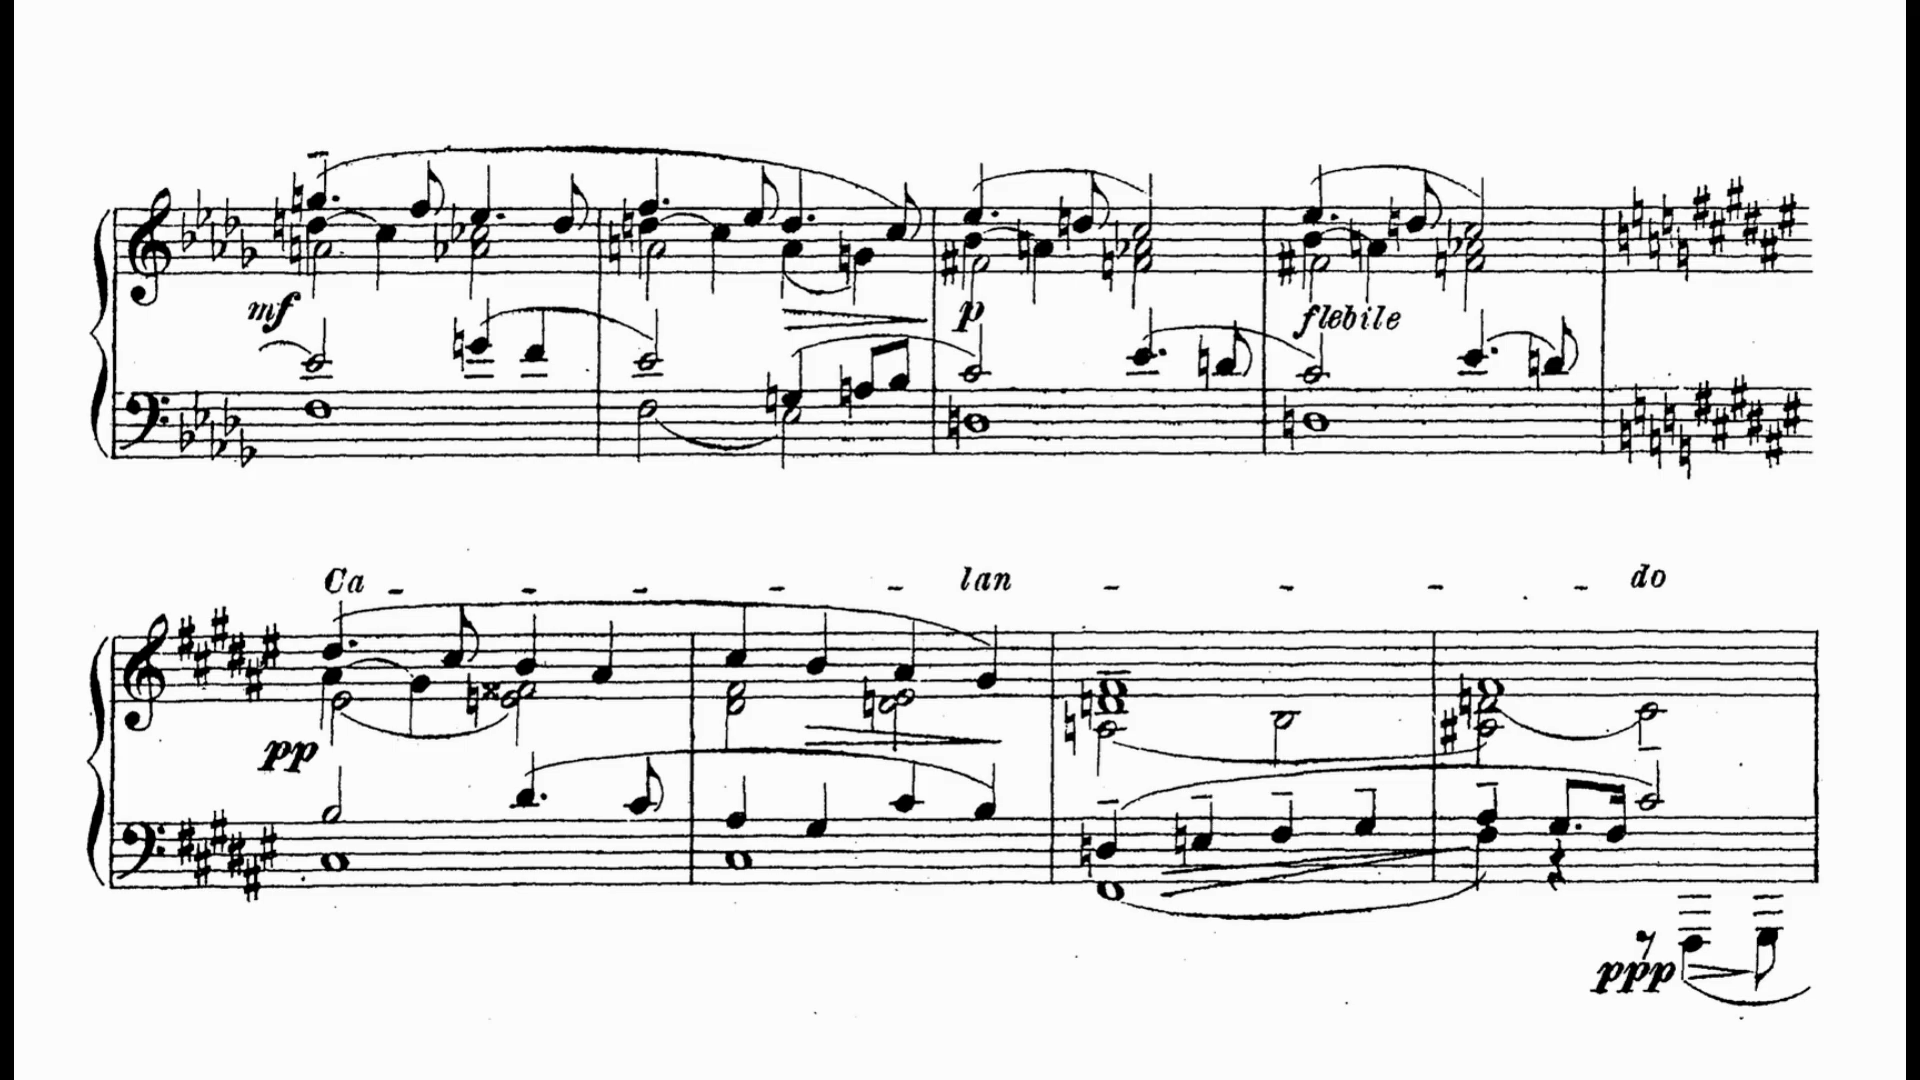 mf
p
flebile
Ca - - - - - lan - - - - do
pp
ppp